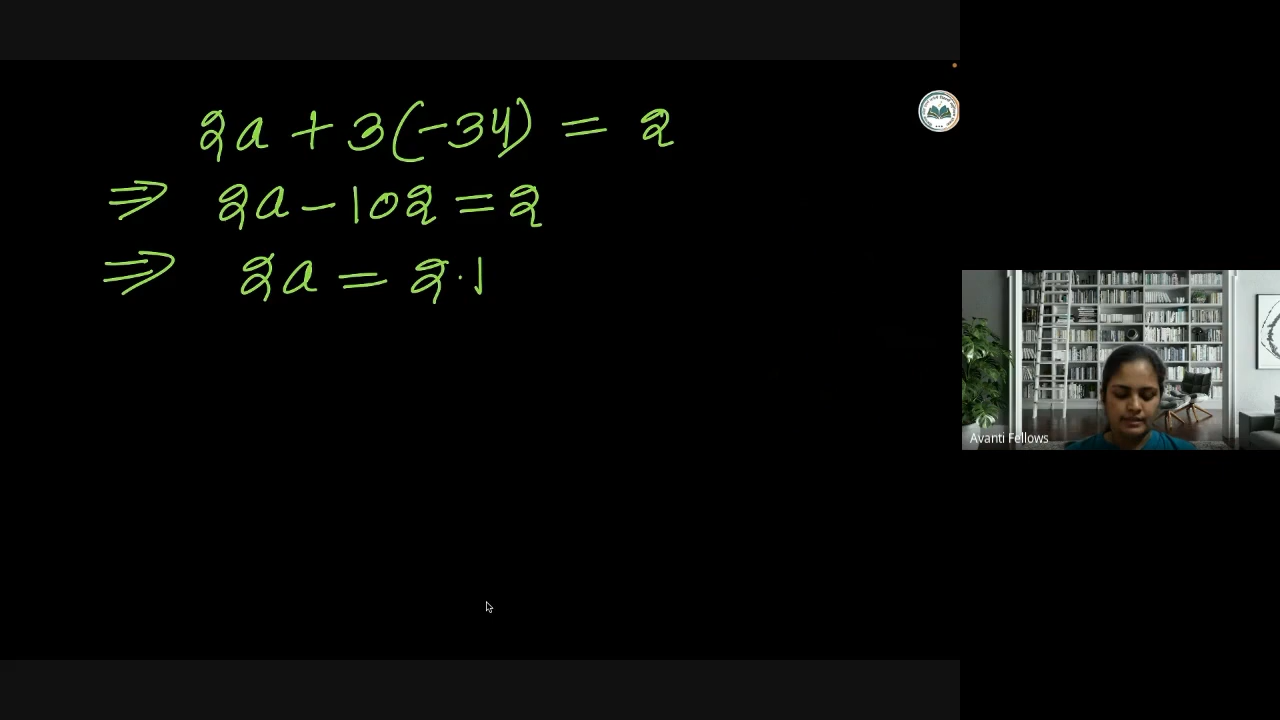 2a + 3(-34) = 2
⇒ 2a - 102 = 2
⇒ 2a = 2·1
Avanti Fellows